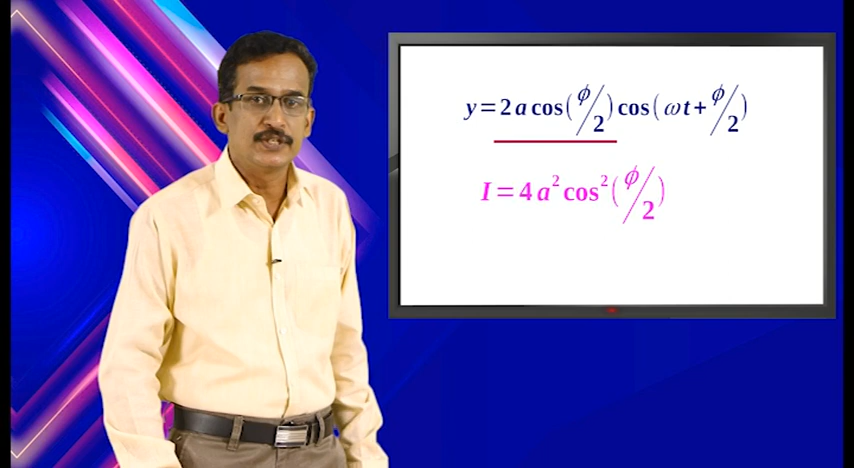 y = 2 a cos(ϕ/2) cos(ωt + ϕ/2)
I = 4 a² cos²(ϕ/2)